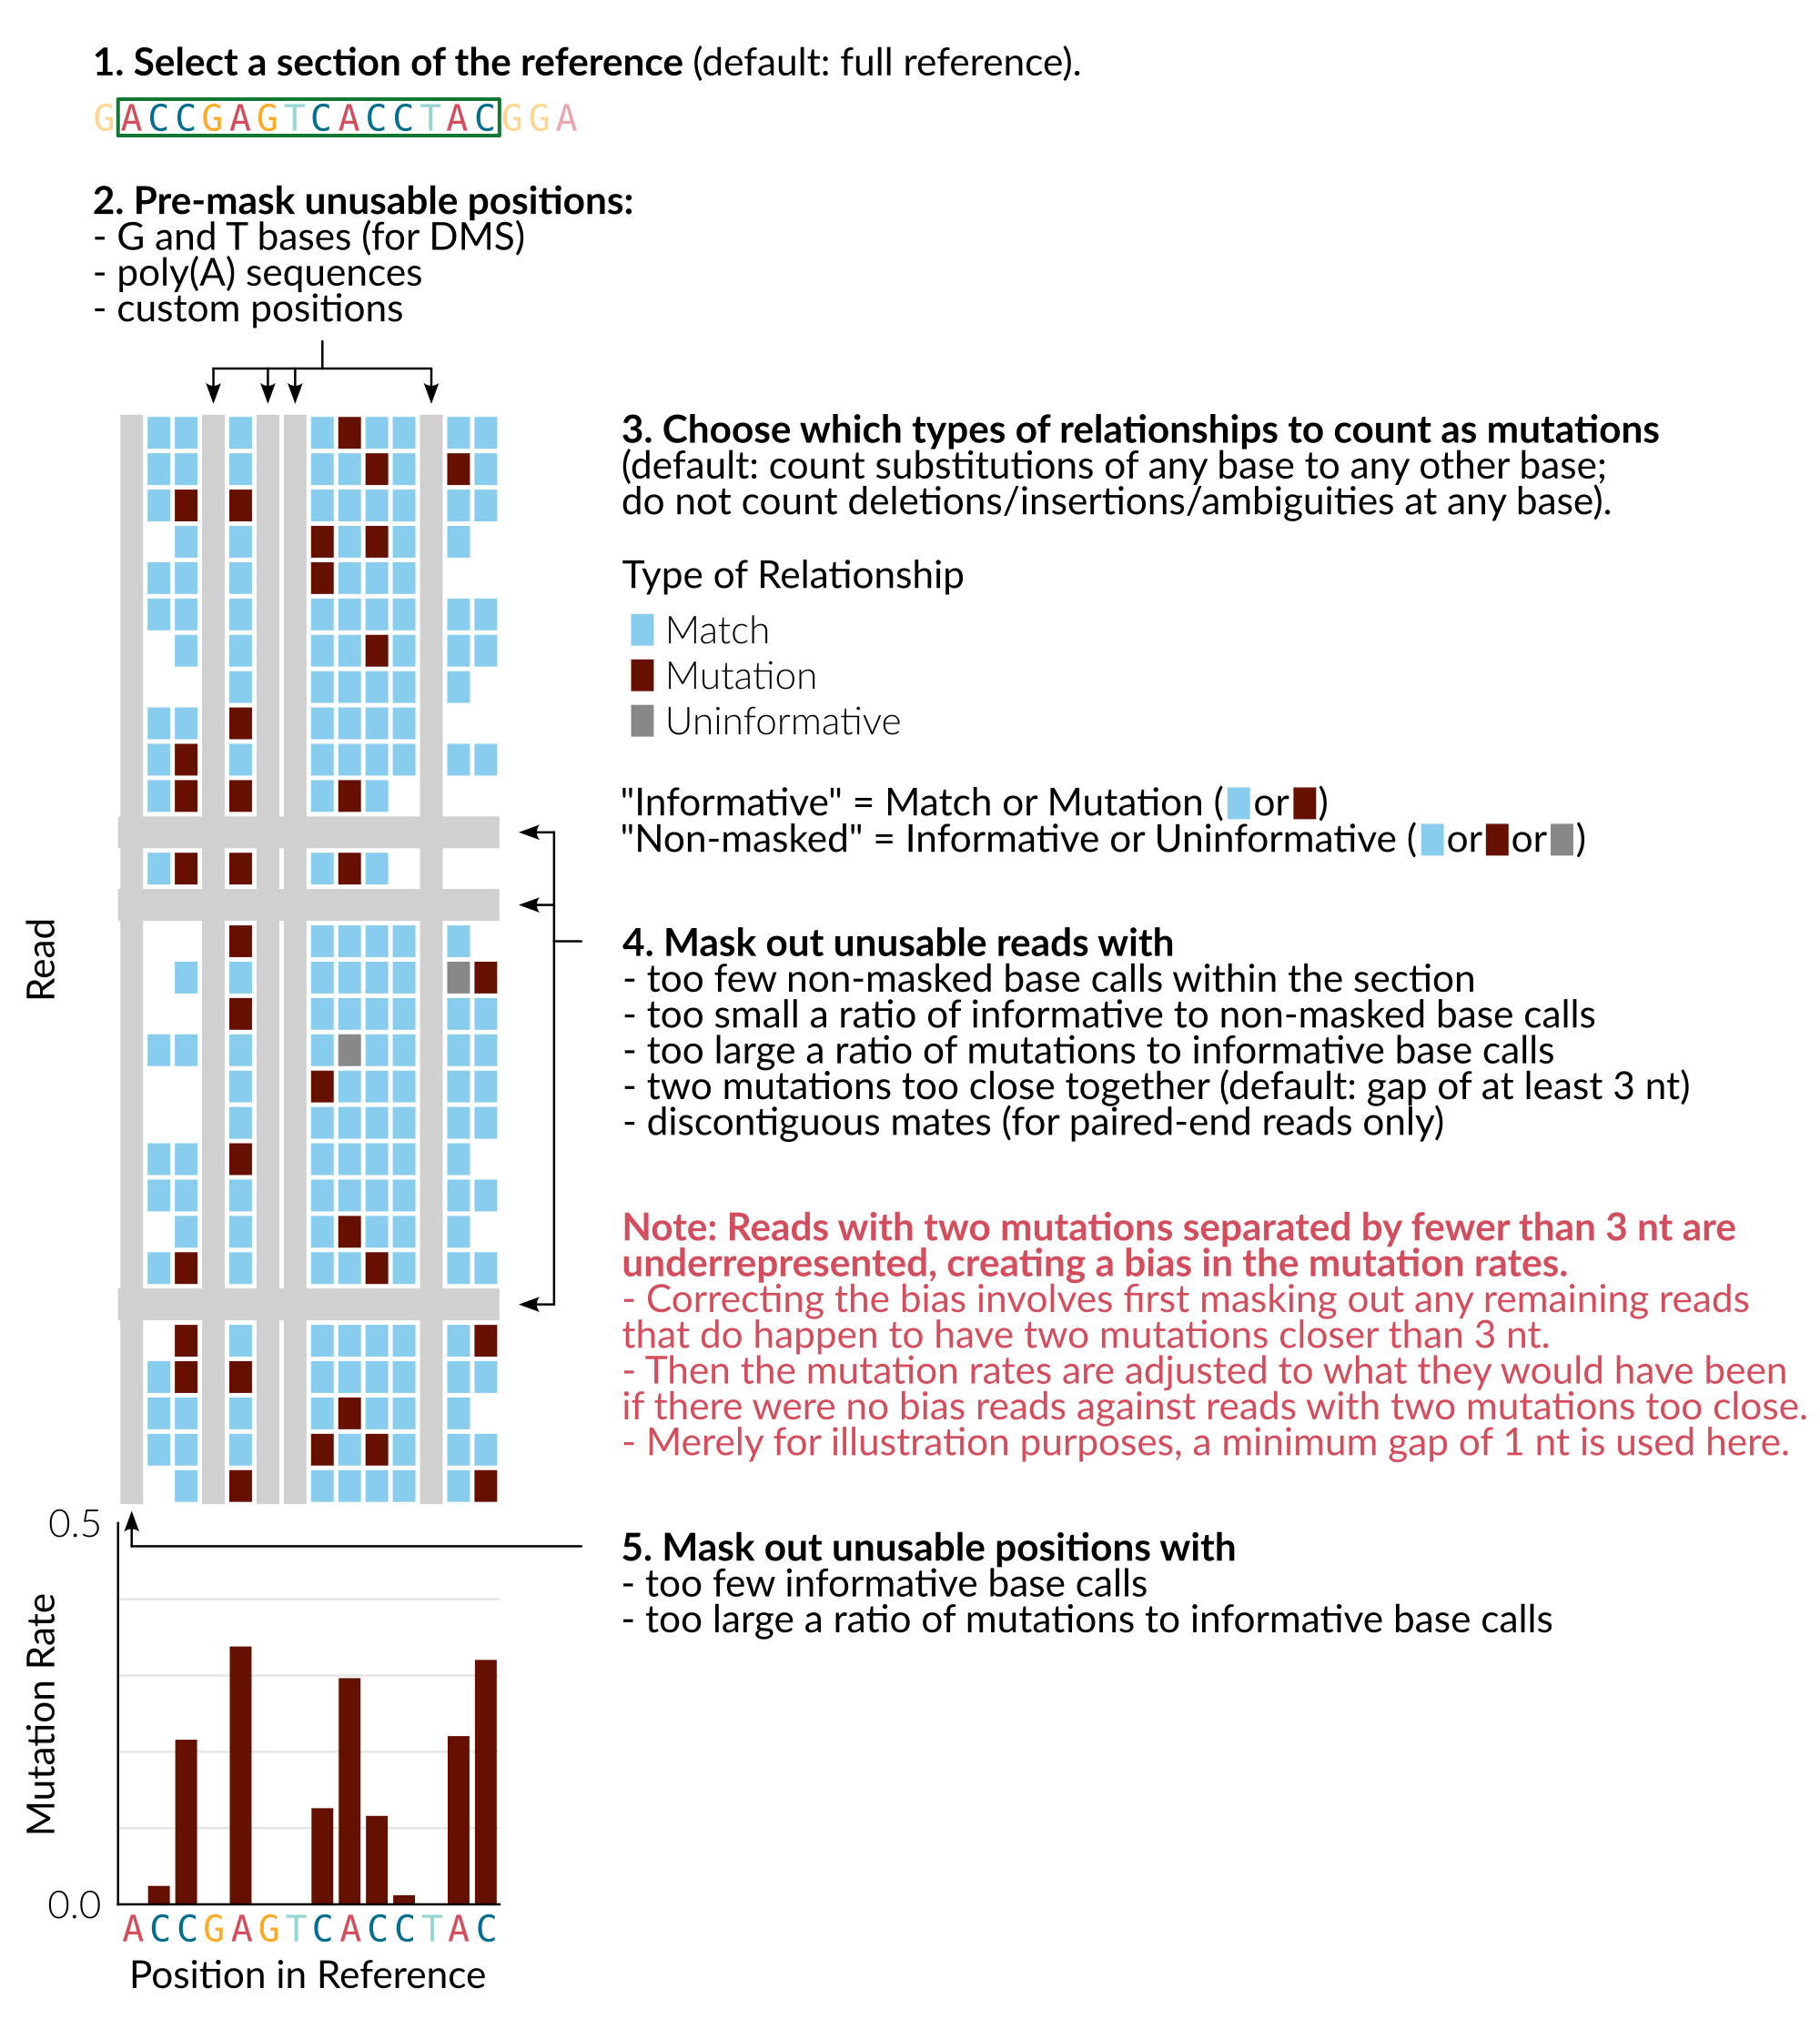 1. Select a section of the reference (default: full reference).
GACCGAGTCACCTACGGA
2. Pre-mask unusable positions:
- G and T bases (for DMS)
- poly(A) sequences
- custom positions
3. Choose which types of relationships to count as mutations
(default: count substitutions of any base to any other base;
do not count deletions/insertions/ambiguities at any base).
Type of Relationship
Match
Mutation
Uninformative
"Informative" = Match or Mutation ( or )
"Non-masked" = Informative or Uninformative ( or or )
Read
4. Mask out unusable reads with
- too few non-masked base calls within the section
- too small a ratio of informative to non-masked base calls
- too large a ratio of mutations to informative base calls
- two mutations too close together (default: gap of at least 3 nt)
- discontiguous mates (for paired-end reads only)
Note: Reads with two mutations separated by fewer than 3 nt are
underrepresented, creating a bias in the mutation rates.
- Correcting the bias involves first masking out any remaining reads
that do happen to have two mutations closer than 3 nt.
- Then the mutation rates are adjusted to what they would have been
if there were no bias reads against reads with two mutations too close.
- Merely for illustration purposes, a minimum gap of 1 nt is used here.
5. Mask out unusable positions with
- too few informative base calls
- too large a ratio of mutations to informative base calls
0.5
Mutation Rate
0.0
ACCGAGTCACCTAC
Position in Reference